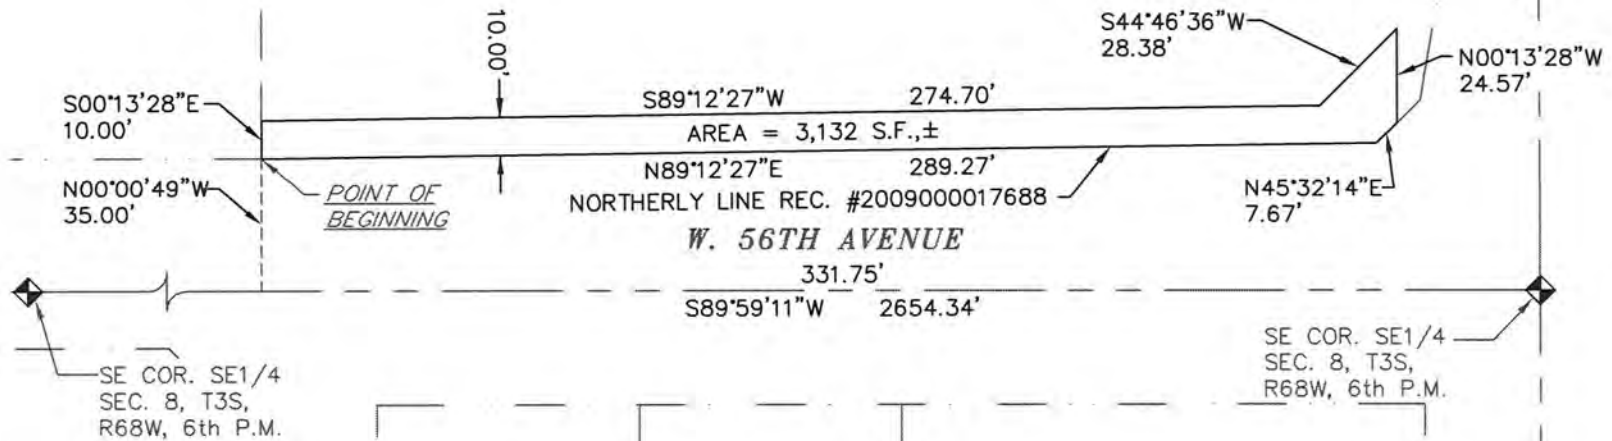 S44°46'36"W
28.38'
N00°13'28"W
24.57'
10.00'
S00°13'28"E
10.00'
S89°12'27"W 274.70'
AREA = 3,132 S.F.,±
N89°12'27"E 289.27'
N00°00'49"W
35.00'
POINT OF
BEGINNING
NORTHERLY LINE REC. #2009000017688
N45°32'14"E
7.67'
W. 56TH AVENUE
331.75'
S89°59'11"W 2654.34'
SE COR. SE1/4
SEC. 8, T3S,
R68W, 6th P.M.
SE COR. SE1/4
SEC. 8, T3S,
R68W, 6th P.M.